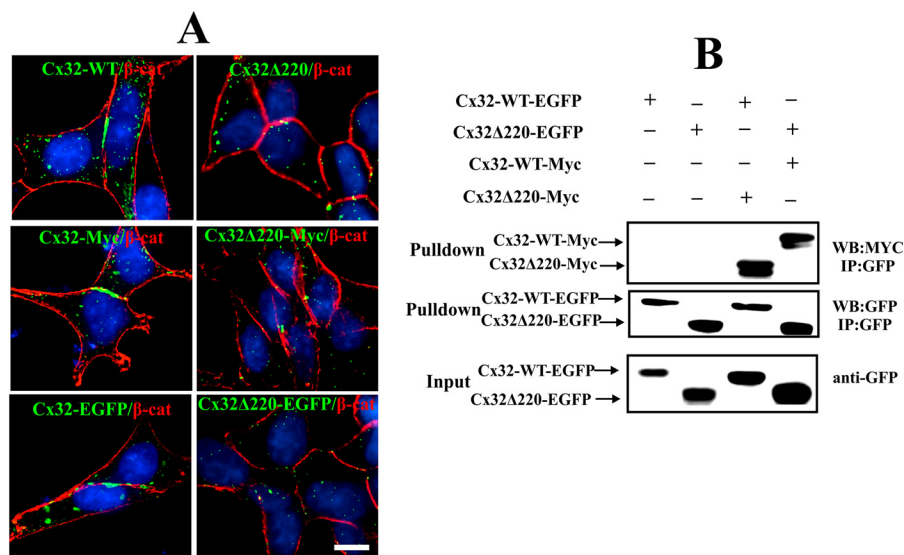 A
Cx32-WT/β-cat
Cx32Δ220/β-cat
Cx32-Myc/β-cat
Cx32Δ220-Myc/β-cat
Cx32-EGFP/β-cat
Cx32Δ220-EGFP/β-cat
B
Cx32-WT-EGFP + – + –
Cx32Δ220-EGFP – + – +
Cx32-WT-Myc – – – +
Cx32Δ220-Myc – – + –
Pulldown
Cx32-WT-Myc
Cx32Δ220-Myc
WB:MYC
IP:GFP
Pulldown
Cx32-WT-EGFP
Cx32Δ220-EGFP
WB:GFP
IP:GFP
Input
Cx32-WT-EGFP
Cx32Δ220-EGFP
anti-GFP